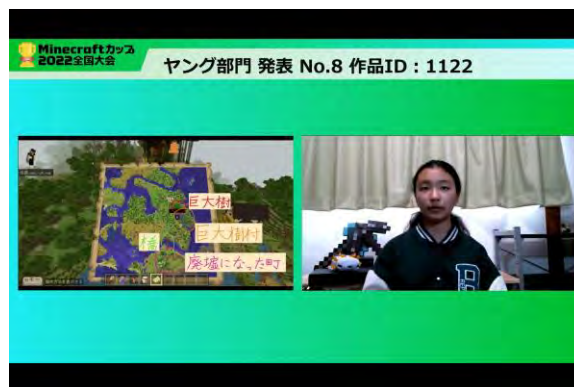 Minecraftカップ
2022全国大会
ヤング部門 発表 No.8 作品ID：1122
巨大樹
巨大樹村
橋
廃墟になった町